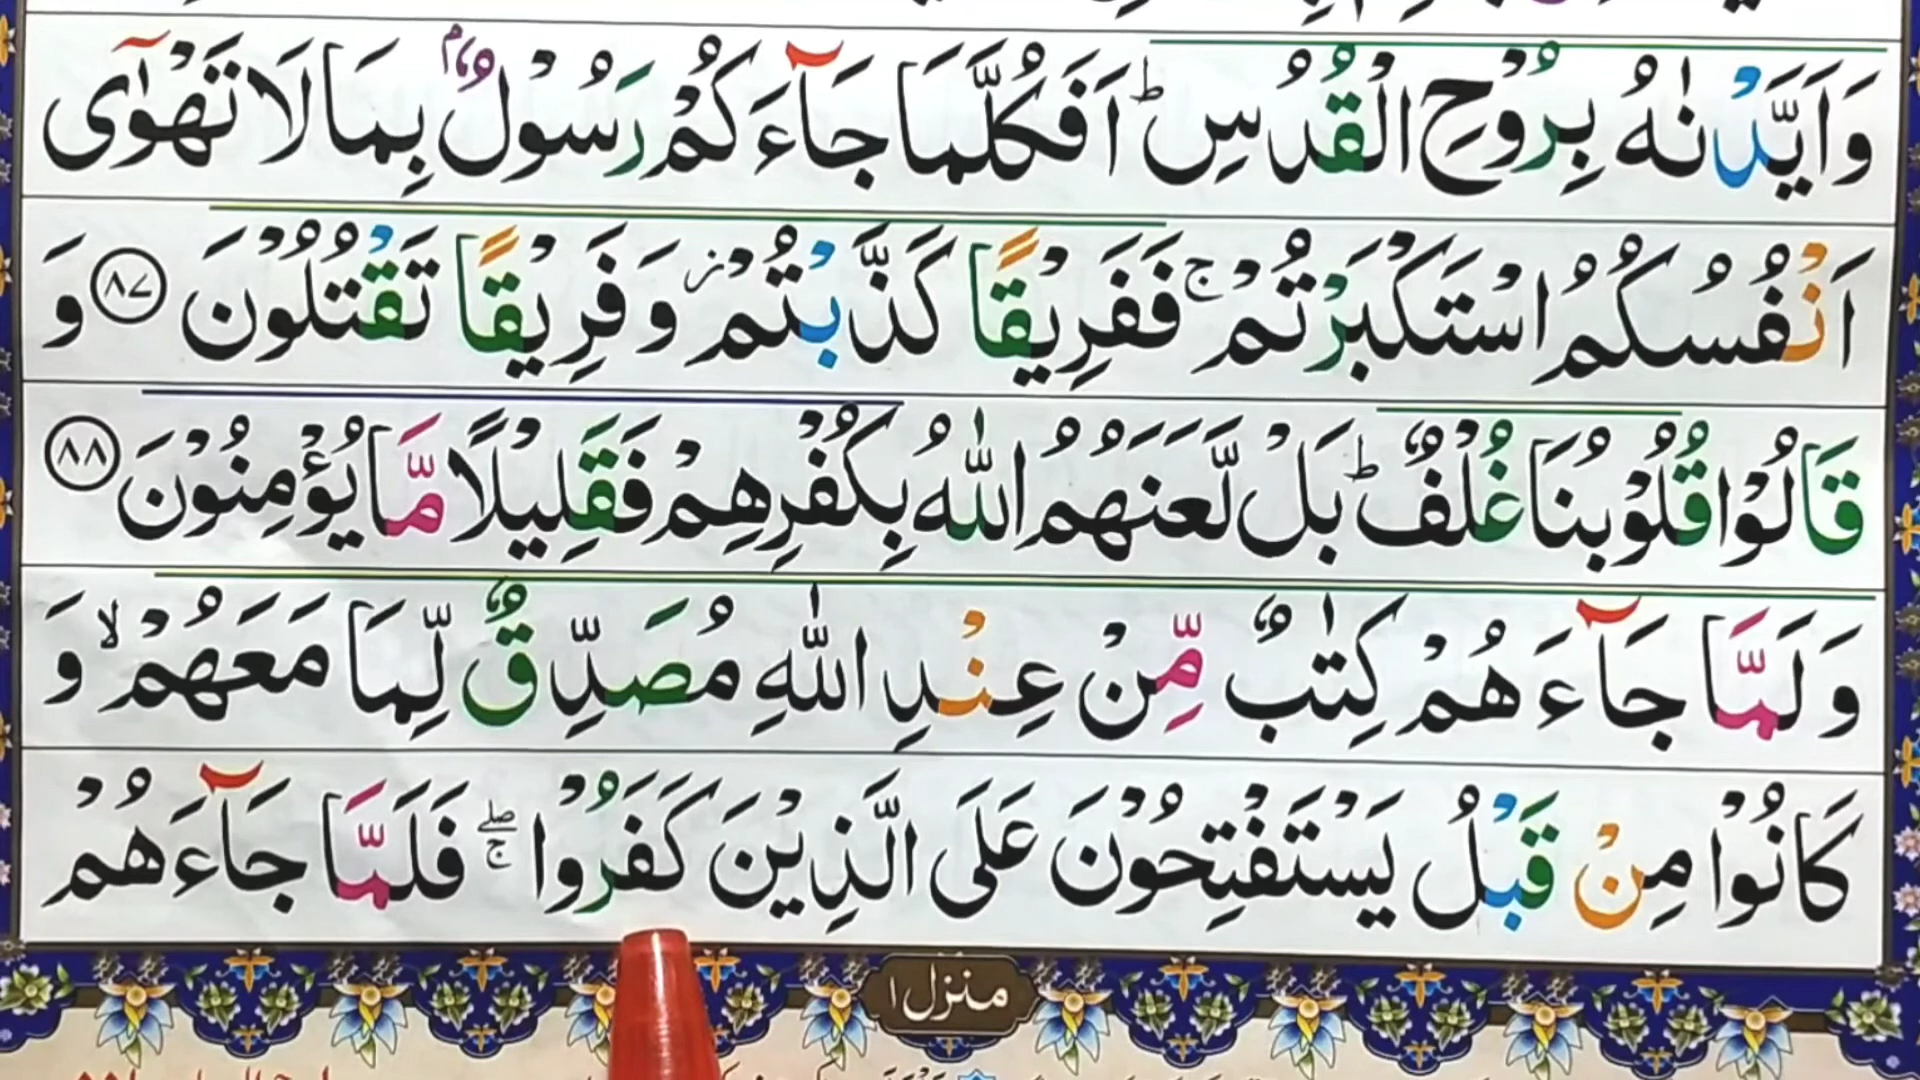 وَاَيَّدْنٰهُ بِرُوْحِ الْقُدُسِ ؕ اَفَكُلَّمَا جَآءَكُمْ رَسُوْلٌۢ بِمَا لَا تَهْوٰۤى
اَنْفُسُكُمُ اسْتَكْبَرْتُمْ ۚ فَفَرِيْقًا كَذَّبْتُمْ ؗ وَفَرِيْقًا تَقْتُلُوْنَ ﴿۸۷﴾ وَ
قَالُوْا قُلُوْبُنَا غُلْفٌ ؕ بَلْ لَّعَنَهُمُ اللّٰهُ بِكُفْرِهِمْ فَقَلِيْلًا مَّا يُؤْمِنُوْنَ ﴿۸۸﴾
وَلَمَّا جَآءَهُمْ كِتٰبٌ مِّنْ عِنْدِ اللّٰهِ مُصَدِّقٌ لِّمَا مَعَهُمْ ۙ وَ
كَانُوْا مِنْ قَبْلُ يَسْتَفْتِحُوْنَ عَلَى الَّذِيْنَ كَفَرُوْا ۖۚ فَلَمَّا جَآءَهُمْ
منزل ۱